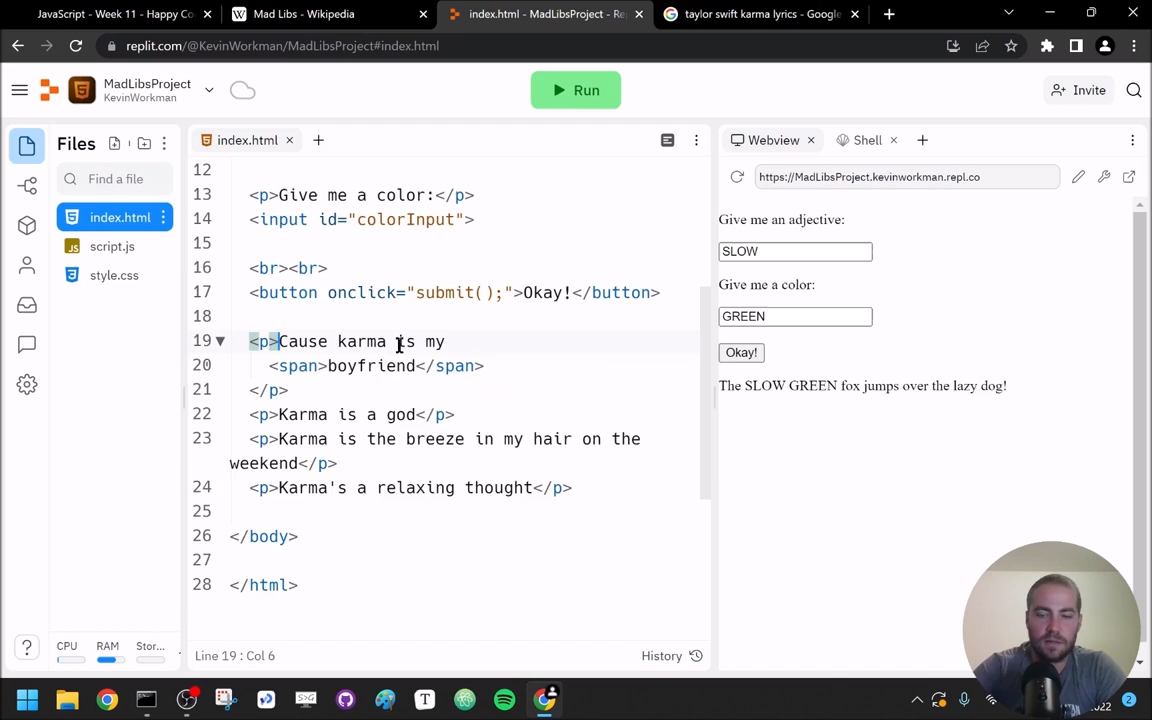 JavaScript - Week 11 - Happy Co
Mad Libs - Wikipedia
index.html - MadLibsProject - Re
taylor swift karma lyrics - Google
replit.com/@KevinWorkman/MadLibsProject#index.html
MadLibsProject
KevinWorkman
Run
Invite
Files
Find a file
index.html
script.js
style.css
index.html
12
13 <p>Give me a color:</p>
14 <input id="colorInput">
15
16 <br><br>
17 <button onclick="submit();">Okay!</button>
18
19 <p>Cause karma is my
20 <span>boyfriend</span>
21 </p>
22 <p>Karma is a god</p>
23 <p>Karma is the breeze in my hair on the
weekend</p>
24 <p>Karma's a relaxing thought</p>
25
26 </body>
27
28 </html>
Line 19 : Col 6
History
Webview
Shell
https://MadLibsProject.kevinworkman.repl.co
Give me an adjective:
SLOW
Give me a color:
GREEN
Okay!
The SLOW GREEN fox jumps over the lazy dog!
CPU RAM Stor...
?
T
2022
2